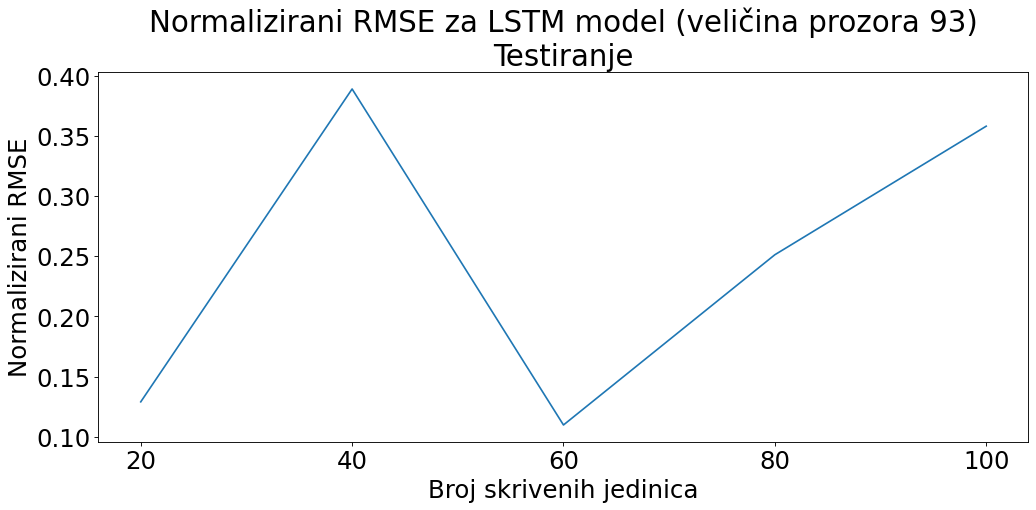 Normalizirani RMSE za LSTM model (veličina prozora 93)
Testiranje
Normalizirani RMSE
0.40
0.35
0.30
0.25
0.20
0.15
0.10
20 40 60 80 100
Broj skrivenih jedinica